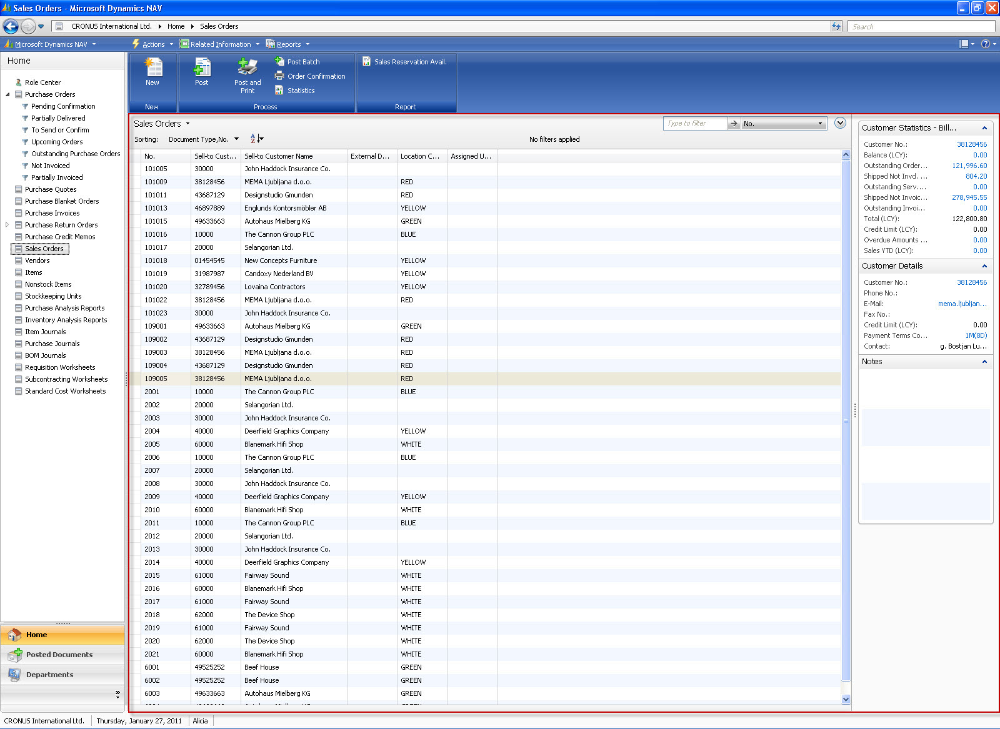 Sales Orders - Microsoft Dynamics NAV
CRONUS International Ltd. Home Sales Orders
Search
Microsoft Dynamics NAV Actions Related Information Reports
Home
Role Center
Purchase Orders
Pending Confirmation
Partially Delivered
To Send or Confirm
Upcoming Orders
Outstanding Purchase Orders
Not Invoiced
Partially Invoiced
Purchase Quotes
Purchase Blanket Orders
Purchase Invoices
Purchase Return Orders
Purchase Credit Memos
Sales Orders
Vendors
Items
Nonstock Items
Stockkeeping Units
Purchase Analysis Reports
Inventory Analysis Reports
Item Journals
Purchase Journals
BOM Journals
Requisition Worksheets
Subcontracting Worksheets
Standard Cost Worksheets
Home
Posted Documents
Departments
New
New
Post
Post and Print
Post Batch
Order Confirmation
Statistics
Process
Sales Reservation Avail.
Report
Sales Orders
Type to filter
No.
Sorting: Document Type,No.
A
Z
No filters applied
No. Sell-to Cust... Sell-to Customer Name External D... Location C... Assigned U...
101005 30000 John Haddock Insurance Co.
101009 38128456 MEMA Ljubljana d.o.o. RED
101011 43687129 Designstudio Gmunden RED
101013 46897889 Englunds Kontorsmöbler AB YELLOW
101015 49633663 Autohaus Mielberg KG GREEN
101016 10000 The Cannon Group PLC BLUE
101017 20000 Selangorian Ltd.
101018 01454545 New Concepts Furniture YELLOW
101019 31987987 Candoxy Nederland BV YELLOW
101020 32789456 Lovaina Contractors YELLOW
101022 38128456 MEMA Ljubljana d.o.o. RED
101023 30000 John Haddock Insurance Co.
109001 49633663 Autohaus Mielberg KG GREEN
109002 43687129 Designstudio Gmunden RED
109003 38128456 MEMA Ljubljana d.o.o. RED
109004 43687129 Designstudio Gmunden RED
109005 38128456 MEMA Ljubljana d.o.o. RED
2001 10000 The Cannon Group PLC BLUE
2002 20000 Selangorian Ltd.
2003 30000 John Haddock Insurance Co.
2004 40000 Deerfield Graphics Company YELLOW
2005 60000 Blanemark Hifi Shop WHITE
2006 10000 The Cannon Group PLC BLUE
2007 20000 Selangorian Ltd.
2008 30000 John Haddock Insurance Co.
2009 40000 Deerfield Graphics Company YELLOW
2010 60000 Blanemark Hifi Shop WHITE
2011 10000 The Cannon Group PLC BLUE
2012 20000 Selangorian Ltd.
2013 30000 John Haddock Insurance Co.
2014 40000 Deerfield Graphics Company YELLOW
2015 61000 Fairway Sound WHITE
2016 60000 Blanemark Hifi Shop WHITE
2017 61000 Fairway Sound WHITE
2018 62000 The Device Shop WHITE
2019 61000 Fairway Sound WHITE
2020 62000 The Device Shop WHITE
2021 60000 Blanemark Hifi Shop WHITE
6001 49525252 Beef House GREEN
6002 49525252 Beef House GREEN
6003 49633663 Autohaus Mielberg KG GREEN
Customer Statistics - Bill...
Customer No.: 38128456
Balance (LCY): 0.00
Outstanding Order... 121,996.60
Shipped Not Invd. ... 804.20
Outstanding Serv.... 0.00
Shipped Not Invoic... 278,945.55
Outstanding Invoi... 0.00
Total (LCY): 122,800.80
Credit Limit (LCY): 0.00
Overdue Amounts ... 0.00
Sales YTD (LCY): 0.00
Customer Details
Customer No.: 38128456
Phone No.:
E-Mail: mema.ljubljan...
Fax No.:
Credit Limit (LCY): 0.00
Payment Terms Co... 1M(8D)
Contact: g. Bostjan Lu...
Notes
CRONUS International Ltd. Thursday, January 27, 2011 Alicia